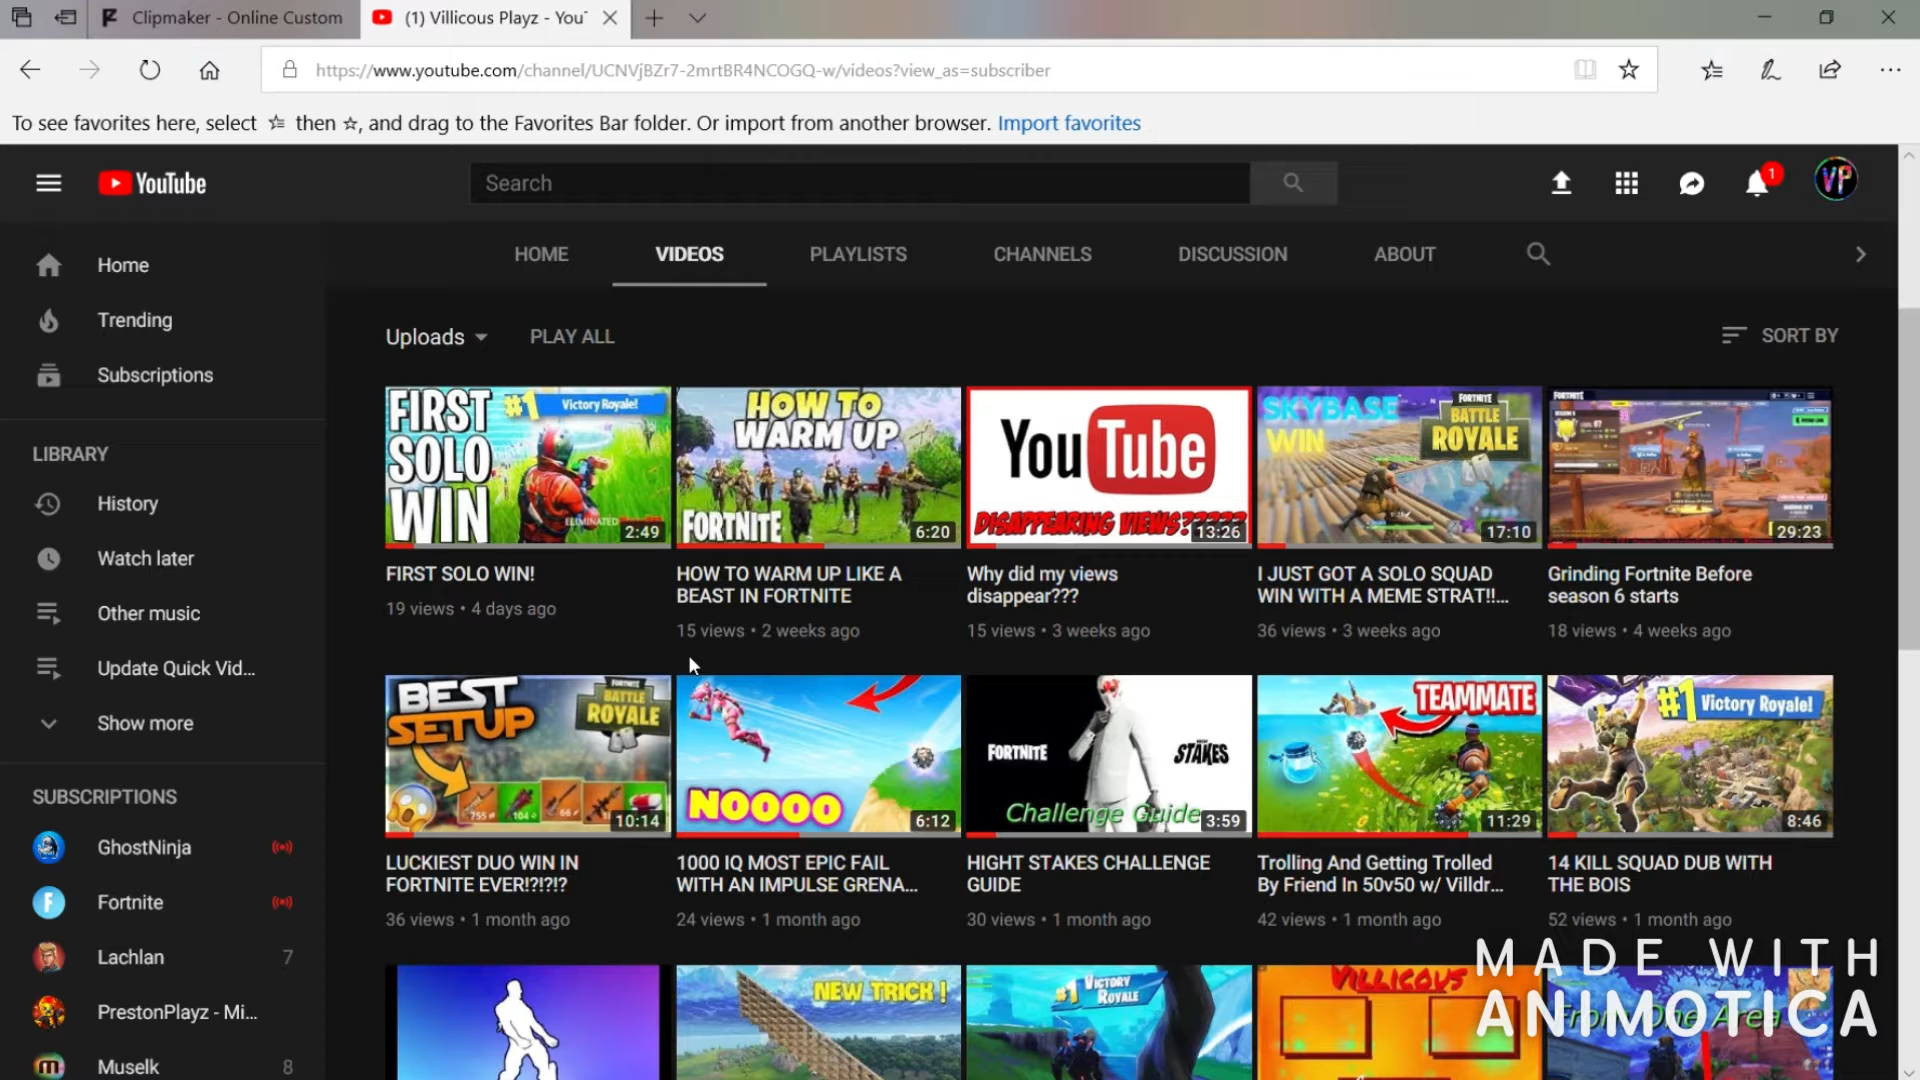 Clipmaker - Online Custom
(1) Villicous Playz - You
https://www.youtube.com/channel/UCNVjBZr7-2mrtBR4NCOGQ-w/videos?view_as=subscriber
To see favorites here, select then , and drag to the Favorites Bar folder. Or import from another browser. Import favorites
YouTube
Search
1
VP
HOME VIDEOS PLAYLISTS CHANNELS DISCUSSION ABOUT
Home
Trending
Subscriptions
LIBRARY
History
Watch later
Other music
Update Quick Vid...
Show more
SUBSCRIPTIONS
GhostNinja
Fortnite
Lachlan 7
PrestonPlayz - Mi...
Muselk 8
Uploads PLAY ALL SORT BY
FIRST
SOLO
WIN
#1 Victory Royale!
ELIMINATED
2:49
FIRST SOLO WIN!
19 views • 4 days ago
HOW TO
WARM UP
FORTNITE
6:20
HOW TO WARM UP LIKE A
BEAST IN FORTNITE
15 views • 2 weeks ago
YouTube
DISAPPEARING VIEWS?????
13:26
Why did my views
disappear???
15 views • 3 weeks ago
SKYBASE
WIN
FORTNITE
BATTLE
ROYALE
17:10
I JUST GOT A SOLO SQUAD
WIN WITH A MEME STRAT!!...
36 views • 3 weeks ago
FORTNITE
29:23
Grinding Fortnite Before
season 6 starts
18 views • 4 weeks ago
BEST
SETUP
FORTNITE
BATTLE
ROYALE
10:14
LUCKIEST DUO WIN IN
FORTNITE EVER!?!?!?
36 views • 1 month ago
NOOOO
6:12
1000 IQ MOST EPIC FAIL
WITH AN IMPULSE GRENA...
24 views • 1 month ago
FORTNITE
STAKES
Challenge Guide
3:59
HIGHT STAKES CHALLENGE
GUIDE
30 views • 1 month ago
TEAMMATE
11:29
Trolling And Getting Trolled
By Friend In 50v50 w/ Villdr...
42 views • 1 month ago
#1 Victory Royale!
8:46
14 KILL SQUAD DUB WITH
THE BOIS
52 views • 1 month ago
NEW TRICK!
#1 VICTORY
ROYALE
VILLICOUS
From One Area
MADE WITH
ANIMOTICA